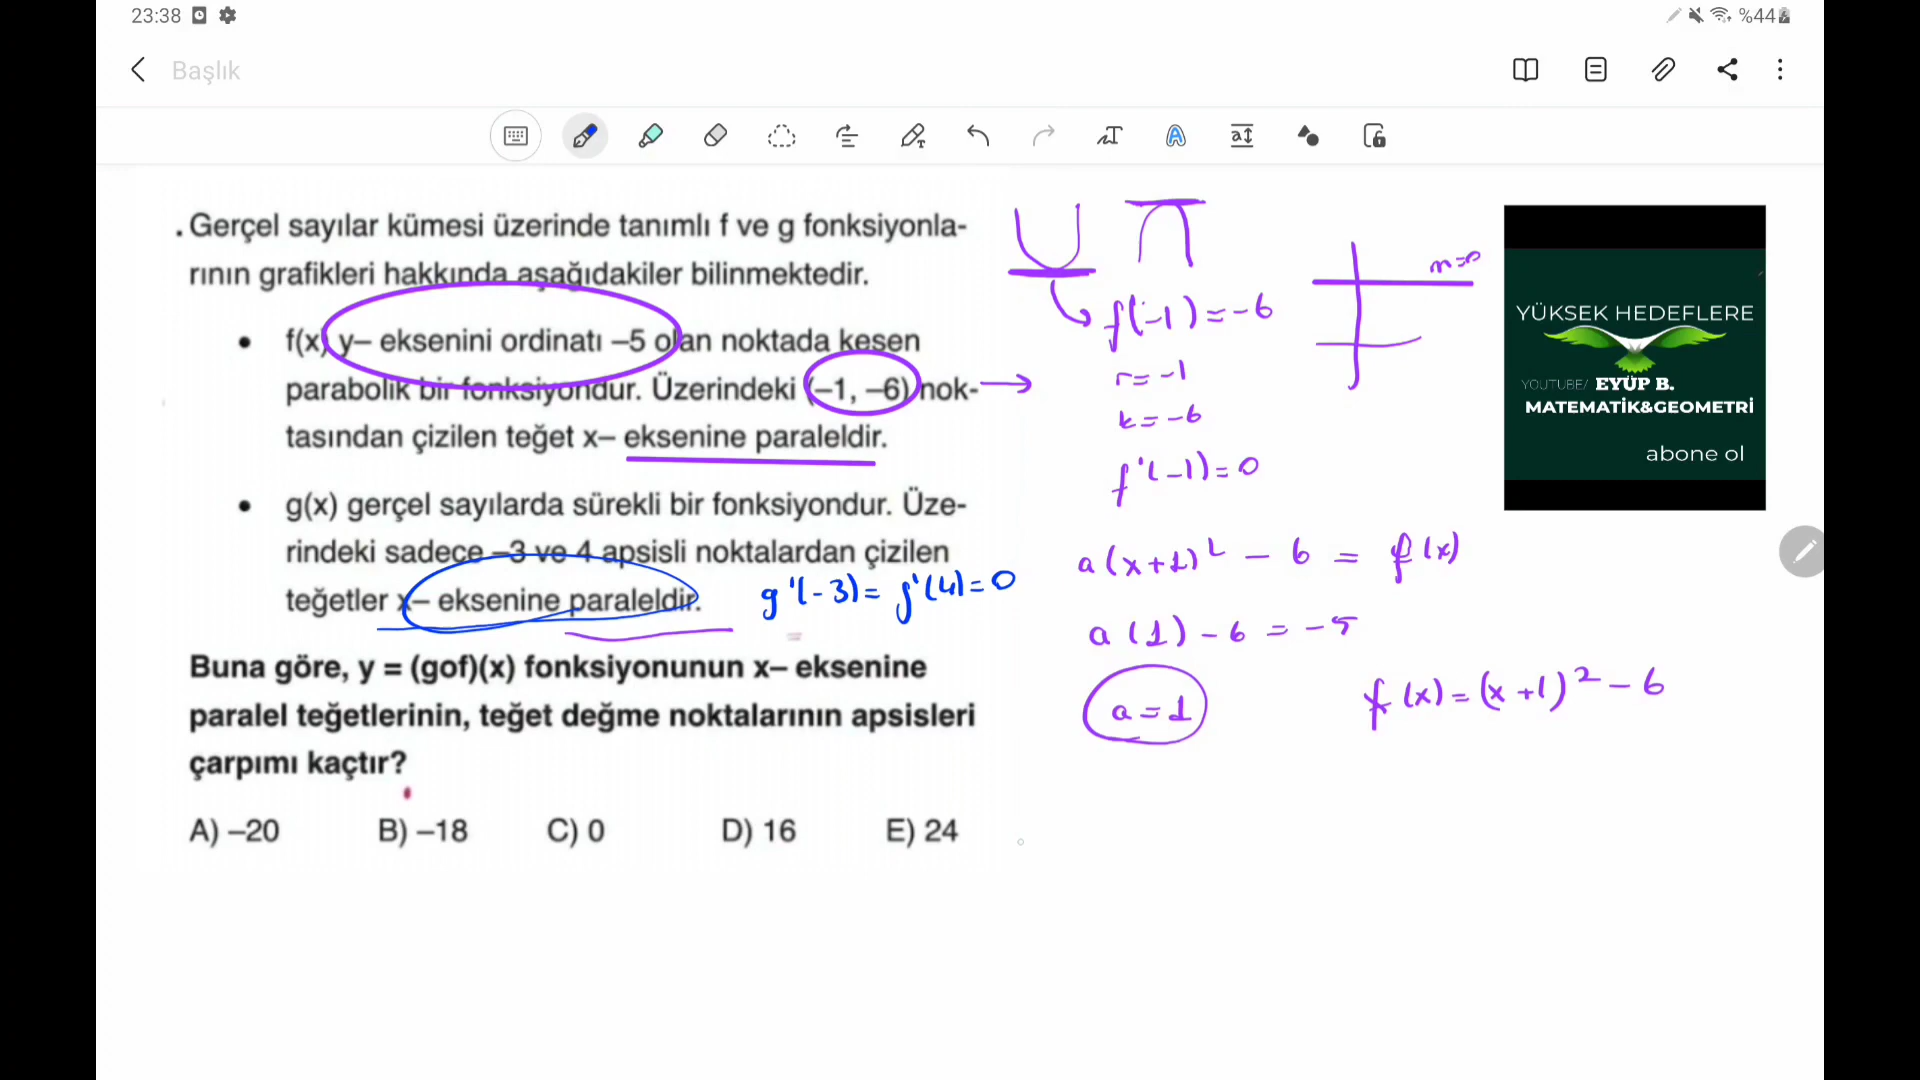 23:38
%44
Başlık
. Gerçel sayılar kümesi üzerinde tanımlı f ve g fonksiyonla-
rının grafikleri hakkında aşağıdakiler bilinmektedir.
• f(x) y– eksenini ordinatı –5 olan noktada kesen
parabolik bir fonksiyondur. Üzerindeki (–1, –6) nok-
tasından çizilen teğet x– eksenine paraleldir.
• g(x) gerçel sayılarda sürekli bir fonksiyondur. Üze-
rindeki sadece –3 ve 4 apsisli noktalardan çizilen
teğetler x– eksenine paraleldir.
g'(-3) = g'(4) = 0
Buna göre, y = (gof)(x) fonksiyonunun x– eksenine
paralel teğetlerinin, teğet değme noktalarının apsisleri
çarpımı kaçtır?
A) –20 B) –18 C) 0 D) 16 E) 24
m=0
f(-1) = -6
r = -1
k = -6
f'(-1) = 0
a(x+1)² - 6 = f(x)
a(1) - 6 = -5
a = 1
f(x) = (x+1)² - 6
YÜKSEK HEDEFLERE
YOUTUBE/ EYÜP B.
MATEMATİK&GEOMETRİ
abone ol